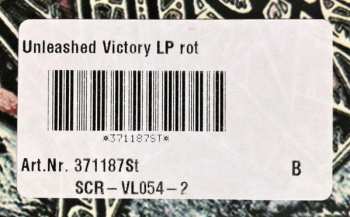 Unleashed Victory LP rot
*371187ST*
Art.Nr. 371187St B
SCR-VL054-2